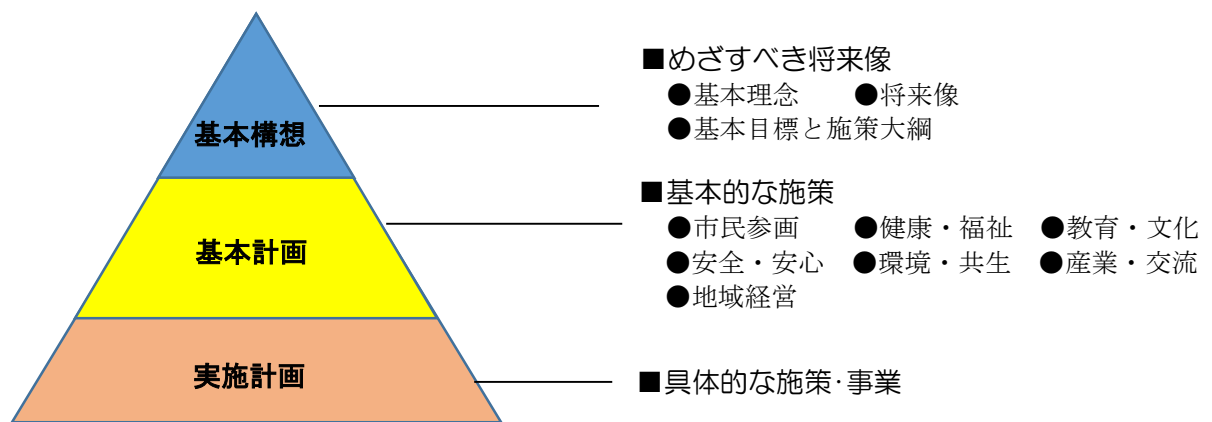 ■めざすべき将来像
●基本理念 ●将来像
●基本目標と施策大綱
基本構想
■基本的な施策
●市民参画 ●健康・福祉 ●教育・文化
●安全・安心 ●環境・共生 ●産業・交流
●地域経営
基本計画
実施計画
■具体的な施策･事業